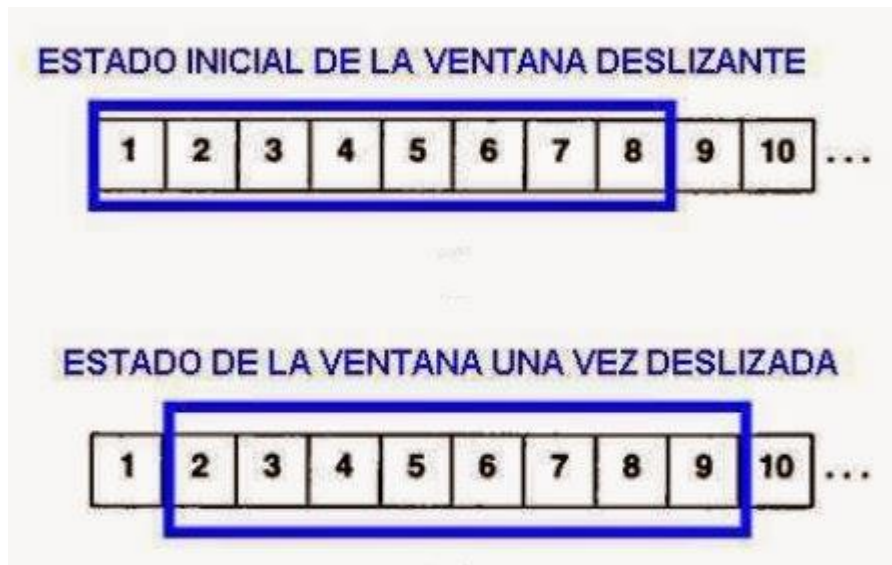 ESTADO INICIAL DE LA VENTANA DESLIZANTE
1 2 3 4 5 6 7 8 9 10 ...
ESTADO DE LA VENTANA UNA VEZ DESLIZADA
1 2 3 4 5 6 7 8 9 10 ...